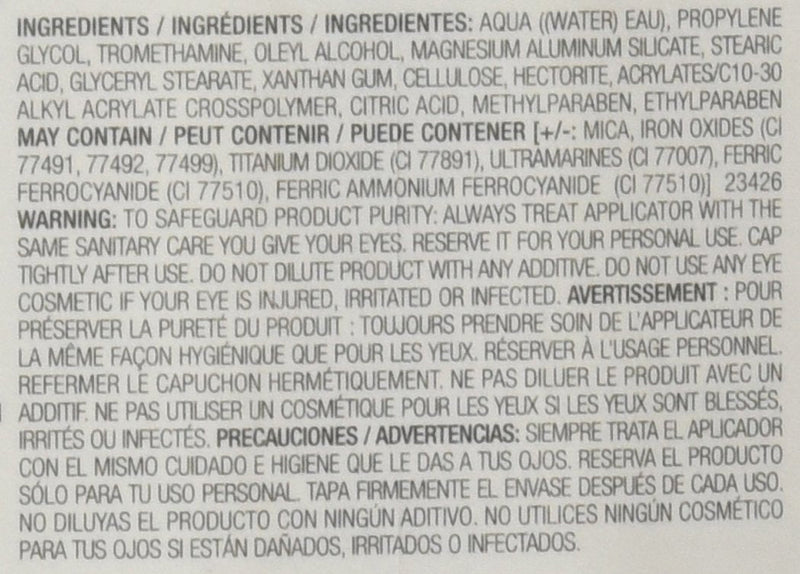 INGREDIENTS / INGRÉDIENTS / INGREDIENTES: AQUA ((WATER) EAU), PROPYLENE
GLYCOL, TROMETHAMINE, OLEYL ALCOHOL, MAGNESIUM ALUMINUM SILICATE, STEARIC
ACID, GLYCERYL STEARATE, XANTHAN GUM, CELLULOSE, HECTORITE, ACRYLATES/C10-30
ALKYL ACRYLATE CROSSPOLYMER, CITRIC ACID, METHYLPARABEN, ETHYLPARABEN
MAY CONTAIN / PEUT CONTENIR / PUEDE CONTENER [+/-: MICA, IRON OXIDES (CI
77491, 77492, 77499), TITANIUM DIOXIDE (CI 77891), ULTRAMARINES (CI 77007), FERRIC
FERROCYANIDE (CI 77510), FERRIC AMMONIUM FERROCYANIDE (CI 77510)] 23426
WARNING: TO SAFEGUARD PRODUCT PURITY: ALWAYS TREAT APPLICATOR WITH THE
SAME SANITARY CARE YOU GIVE YOUR EYES. RESERVE IT FOR YOUR PERSONAL USE. CAP
TIGHTLY AFTER USE. DO NOT DILUTE PRODUCT WITH ANY ADDITIVE. DO NOT USE ANY EYE
COSMETIC IF YOUR EYE IS INJURED, IRRITATED OR INFECTED. AVERTISSEMENT : POUR
PRÉSERVER LA PURETÉ DU PRODUIT : TOUJOURS PRENDRE SOIN DE L'APPLICATEUR DE
LA MÊME FAÇON HYGIÉNIQUE QUE POUR LES YEUX. RÉSERVER À L'USAGE PERSONNEL.
REFERMER LE CAPUCHON HERMÉTIQUEMENT. NE PAS DILUER LE PRODUIT AVEC UN
ADDITIF. NE PAS UTILISER UN COSMÉTIQUE POUR LES YEUX SI LES YEUX SONT BLESSÉS,
IRRITÉS OU INFECTÉS. PRECAUCIONES / ADVERTENCIAS: SIEMPRE TRATA EL APLICADOR
CON EL MISMO CUIDADO E HIGIENE QUE LE DAS A TUS OJOS. RESERVA EL PRODUCTO
SÓLO PARA TU USO PERSONAL. TAPA FIRMEMENTE EL ENVASE DESPUÉS DE CADA USO.
NO DILUYAS EL PRODUCTO CON NINGÚN ADITIVO. NO UTILICES NINGÚN COSMÉTICO
PARA TUS OJOS SI ESTÁN DAÑADOS, IRRITADOS O INFECTADOS.